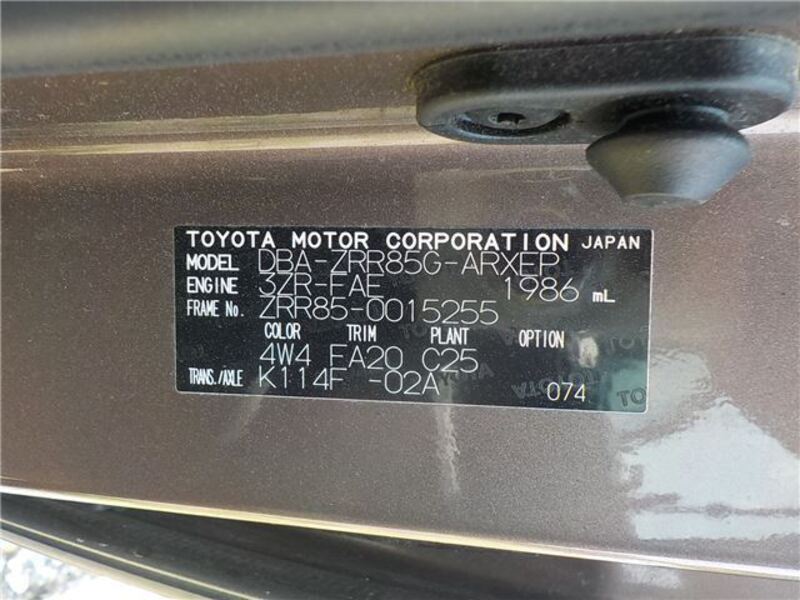 TOYOTA MOTOR CORPORATION JAPAN
MODEL DBA-ZRR85G-ARXEP
ENGINE 3ZR-FAE 1986 mL
FRAME No. ZRR85-0015255
COLOR TRIM PLANT OPTION
4W4 FA20 C25
TRANS./AXLE K114F -02A
074